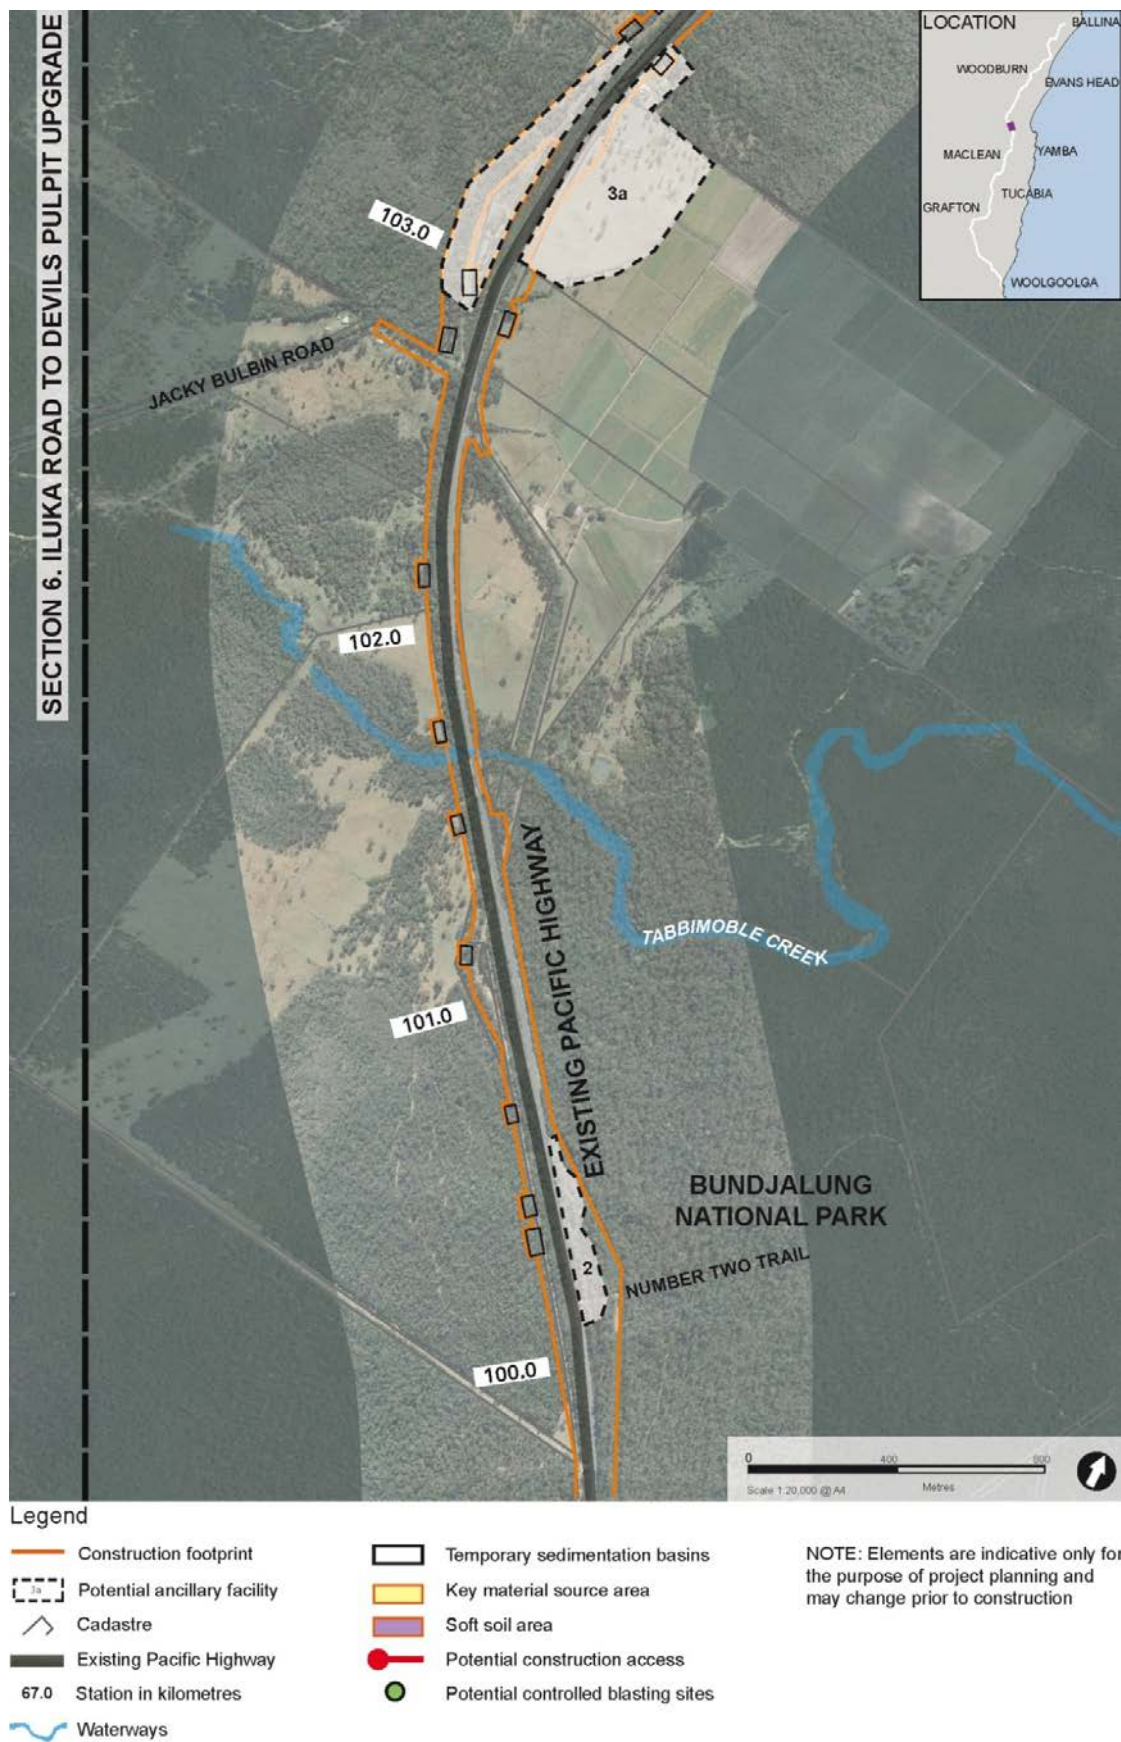 SECTION 6. ILUKA ROAD TO DEVILS PULPIT UPGRADE
LOCATION
BALLINA
WOODBURN
EVANS HEAD
MACLEAN
YAMBA
TUCABIA
GRAFTON
WOOLGOOLGA
3a
103.0
JACKY BULBIN ROAD
102.0
EXISTING PACIFIC HIGHWAY
TABBIMOBLE CREEK
101.0
BUNDJALUNG
NATIONAL PARK
2
NUMBER TWO TRAIL
100.0
0 400 800
Scale 1:20,000 @ A4 Metres
Legend
Construction footprint
3a Potential ancillary facility
Cadastre
Existing Pacific Highway
67.0 Station in kilometres
Waterways
Temporary sedimentation basins
Key material source area
Soft soil area
Potential construction access
Potential controlled blasting sites
NOTE: Elements are indicative only for
the purpose of project planning and
may change prior to construction